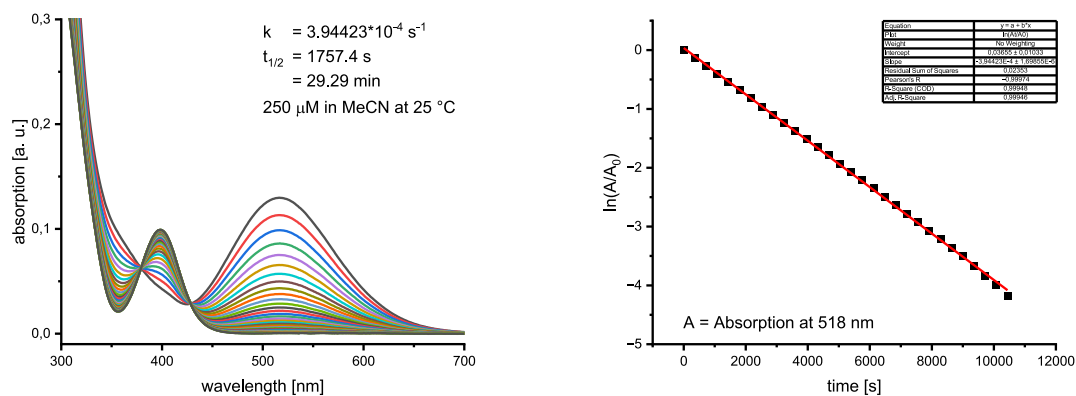 0,3
0,2
0,1
0,0
absorption [a. u.]
k = 3.94423*10⁻⁴ s⁻¹
t₁/₂ = 1757.4 s
= 29.29 min
250 μM in MeCN at 25 °C
300 400 500 600 700
wavelength [nm]
0
−1
−2
−3
−4
−5
ln(A/A₀)
Equation y = a + b*x
Plot ln(At/A0)
Weight No Weighting
Intercept 0,03655 ± 0,01033
Slope -3,94423E-4 ± 1,69855E-6
Residual Sum of Squares 0,02353
Pearson's R −0,99974
R-Square (COD) 0,99948
Adj. R-Square 0,99946
A = Absorption at 518 nm
0 2000 4000 6000 8000 10000 12000
time [s]